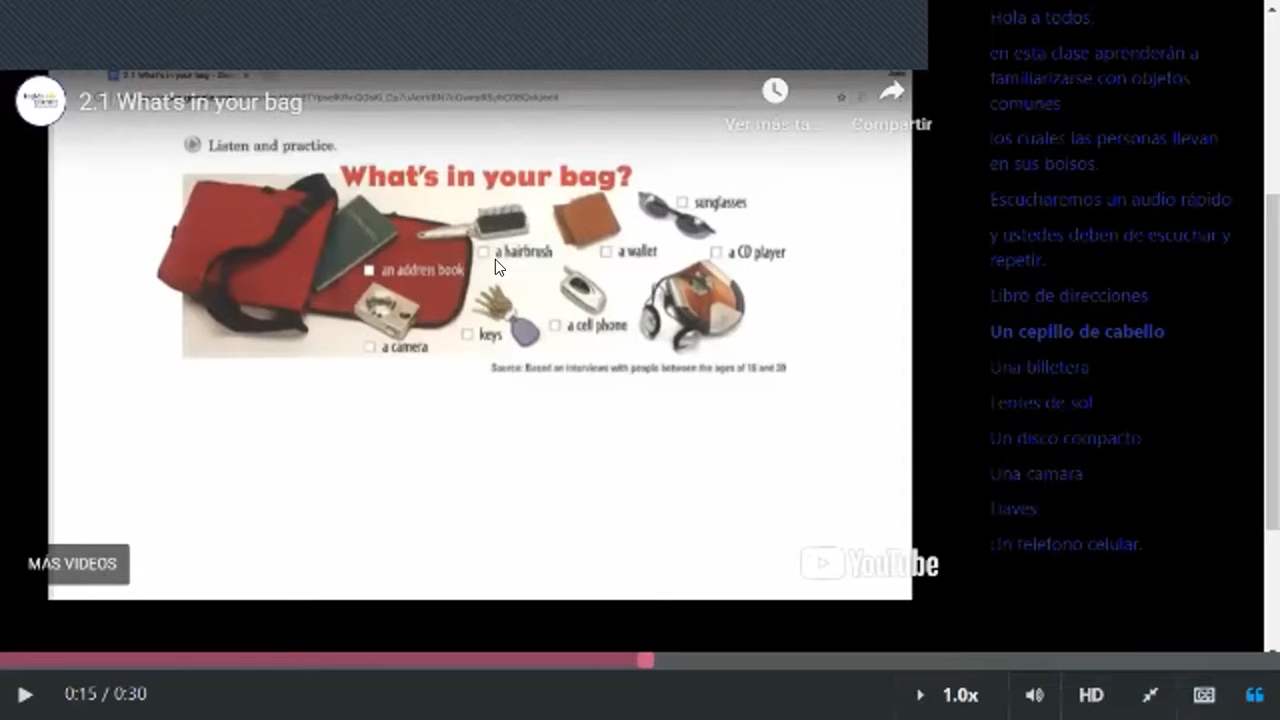 2.1 What's in your bag
Ver más ta...
Compartir
Listen and practice.
What's in your bag?
sunglasses
a hairbrush
a wallet
a CD player
an address book
keys
a cell phone
a camera
Source: Based on interviews with people between the ages of 18 and
MÁS VIDEOS
YouTube
Hola a todos,
en esta clase aprenderán a
familiarizarse con objetos
comunes
los cuales las personas llevan
en sus bolsos.
Escucharemos un audio rápido
y ustedes deben de escuchar y
repetir.
Libro de direcciones
Un cepillo de cabello
Una billetera
Lentes de sol
Un disco compacto
Una cámara
Llaves
Un teléfono celular.
0:15 / 0:30
1.0x
HD